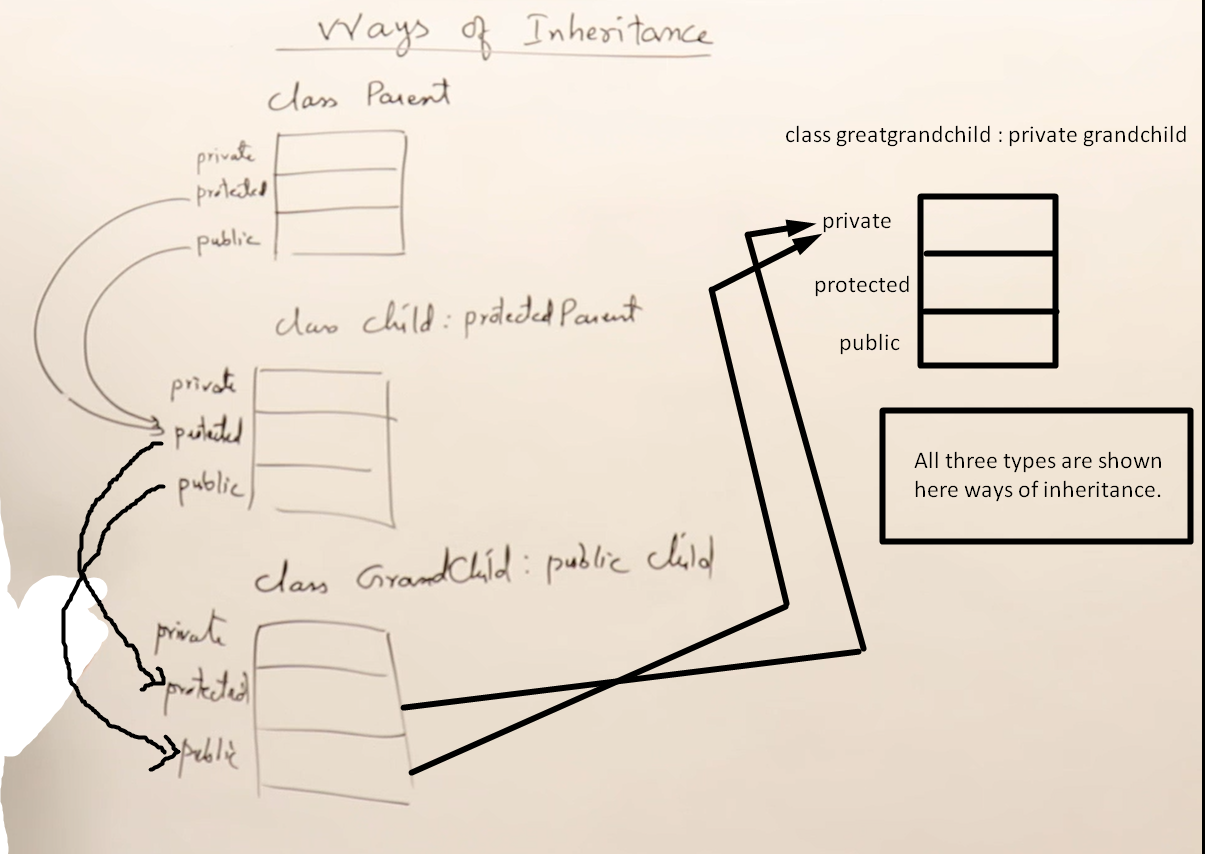 Ways of Inheritance
class Parent
private
protected
public
class Child : protected Parent
private
protected
public
class GrandChild : public Child
private
protected
public
class greatgrandchild : private grandchild
private
protected
public
All three types are shown
here ways of inheritance.